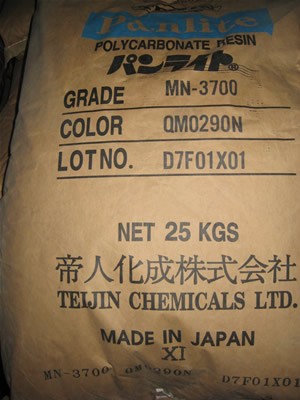 Panlite
POLYCARBONATE RESIN
パンライト®
GRADE MN-3700
COLOR QM0290N
LOT NO. D7F01X01
NET 25 KGS
帝人化成株式会社
TEIJIN CHEMICALS LTD.
MADE IN JAPAN
XI
MN-3700 QM0290N D7F01X01